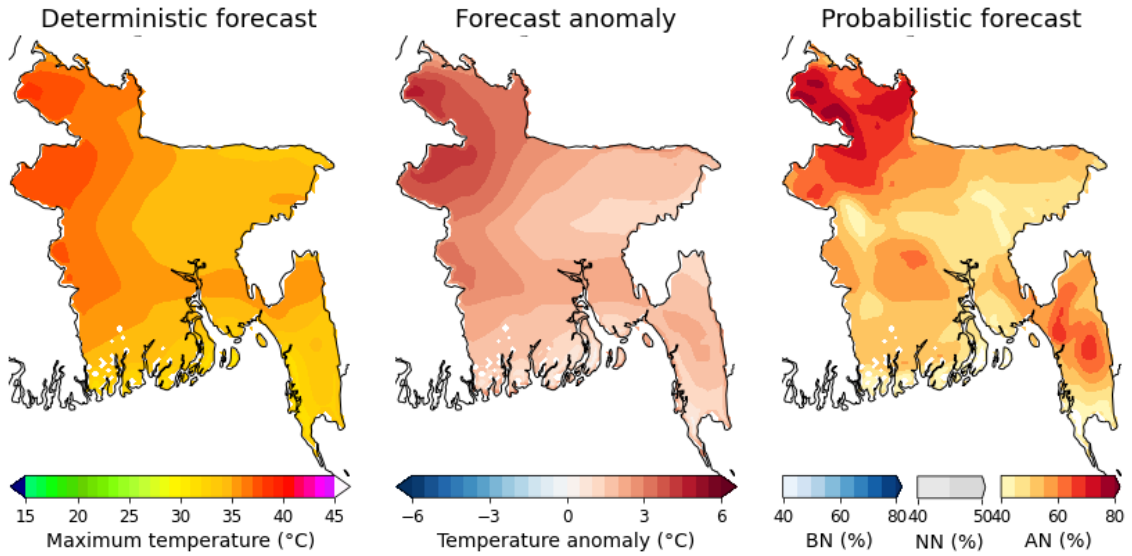 Deterministic forecast
Forecast anomaly
Probabilistic forecast
15 20 25 30 35 40 45
Maximum temperature (°C)
−6 −3 0 3 6
Temperature anomaly (°C)
40 60 80
BN (%)
40 50
NN (%)
40 60 80
AN (%)